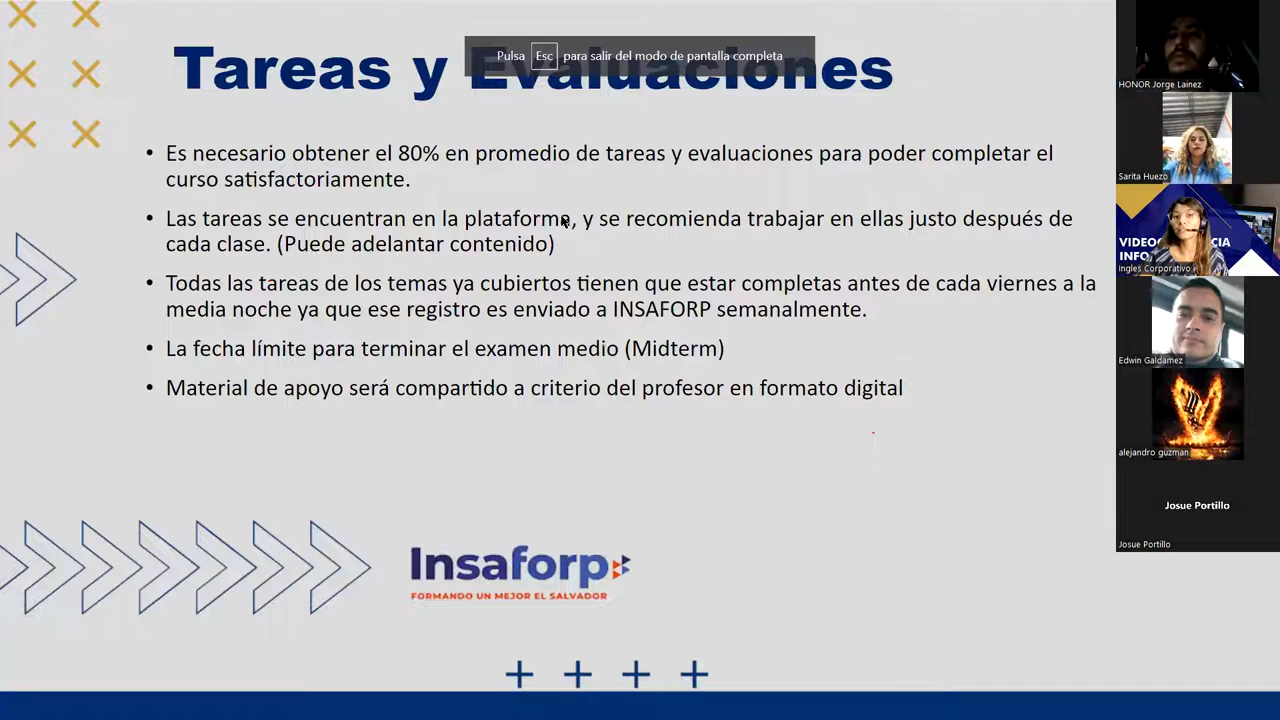 Tareas y Evaluaciones
Pulsa Esc para salir del modo de pantalla completa
• Es necesario obtener el 80% en promedio de tareas y evaluaciones para poder completar el
curso satisfactoriamente.
• Las tareas se encuentran en la plataforma, y se recomienda trabajar en ellas justo después de
cada clase. (Puede adelantar contenido)
• Todas las tareas de los temas ya cubiertos tienen que estar completas antes de cada viernes a la
media noche ya que ese registro es enviado a INSAFORP semanalmente.
• La fecha límite para terminar el examen medio (Midterm)
• Material de apoyo será compartido a criterio del profesor en formato digital
Insaforp
FORMANDO UN MEJOR EL SALVADOR
HONOR Jorge Lainez
Sarita Huezo
Ingles Corporativo
Edwin Galdamez
alejandro guzman
Josue Portillo
Josue Portillo